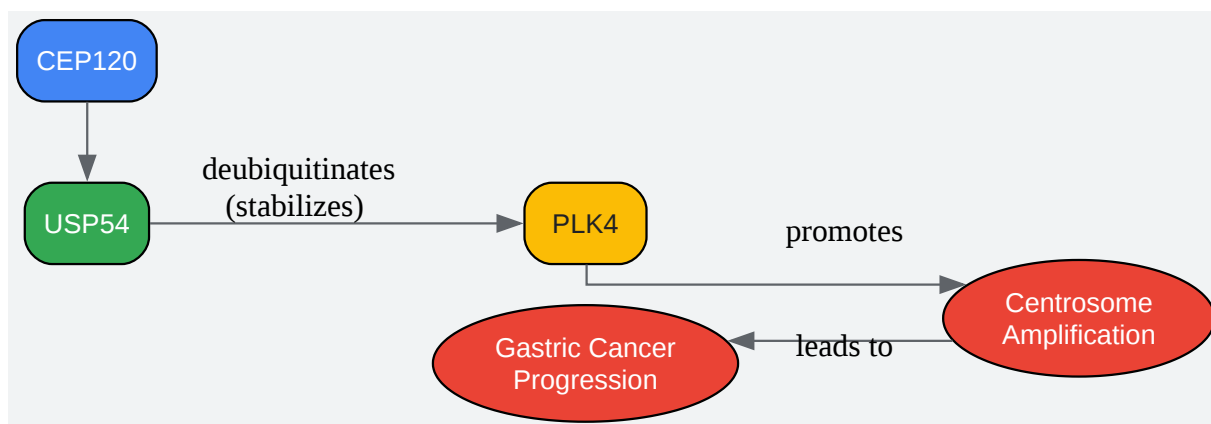 CEP120
deubiquitinates
(stabilizes)
USP54
PLK4
promotes
Centrosome
Amplification
leads to
Gastric Cancer
Progression